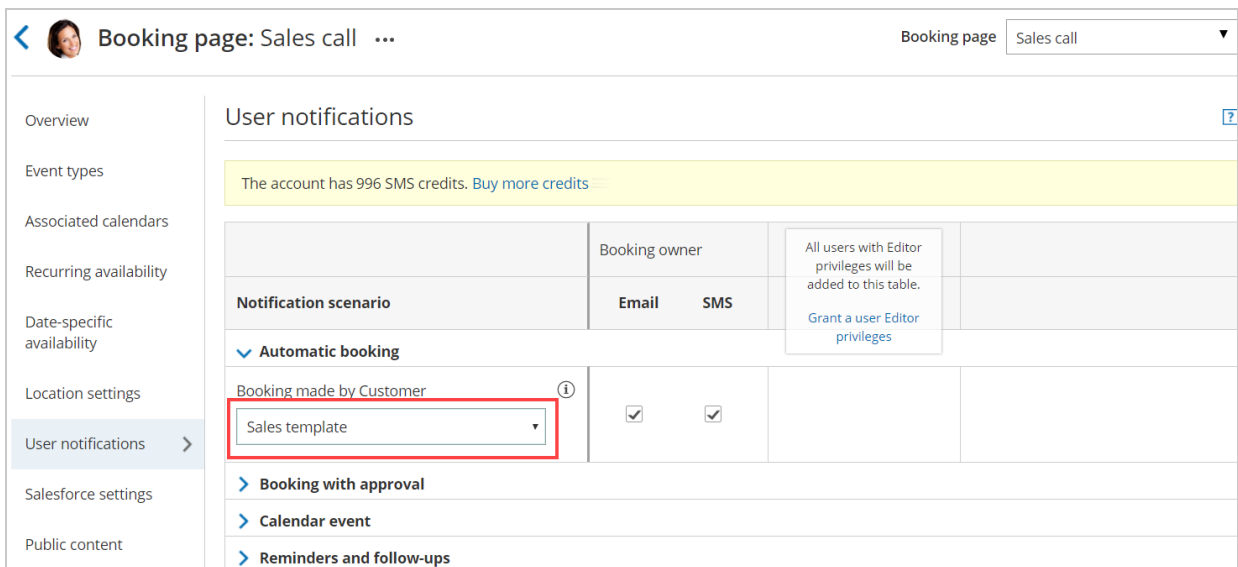 Booking page: Sales call ...
Booking page Sales call
Overview
Event types
Associated calendars
Recurring availability
Date-specific
availability
Location settings
User notifications
Salesforce settings
Public content
User notifications
?
The account has 996 SMS credits. Buy more credits
Booking owner
All users with Editor
privileges will be
added to this table.
Grant a user Editor
privileges
Notification scenario Email SMS
Automatic booking
Booking made by Customer i
Sales template
Booking with approval
Calendar event
Reminders and follow-ups